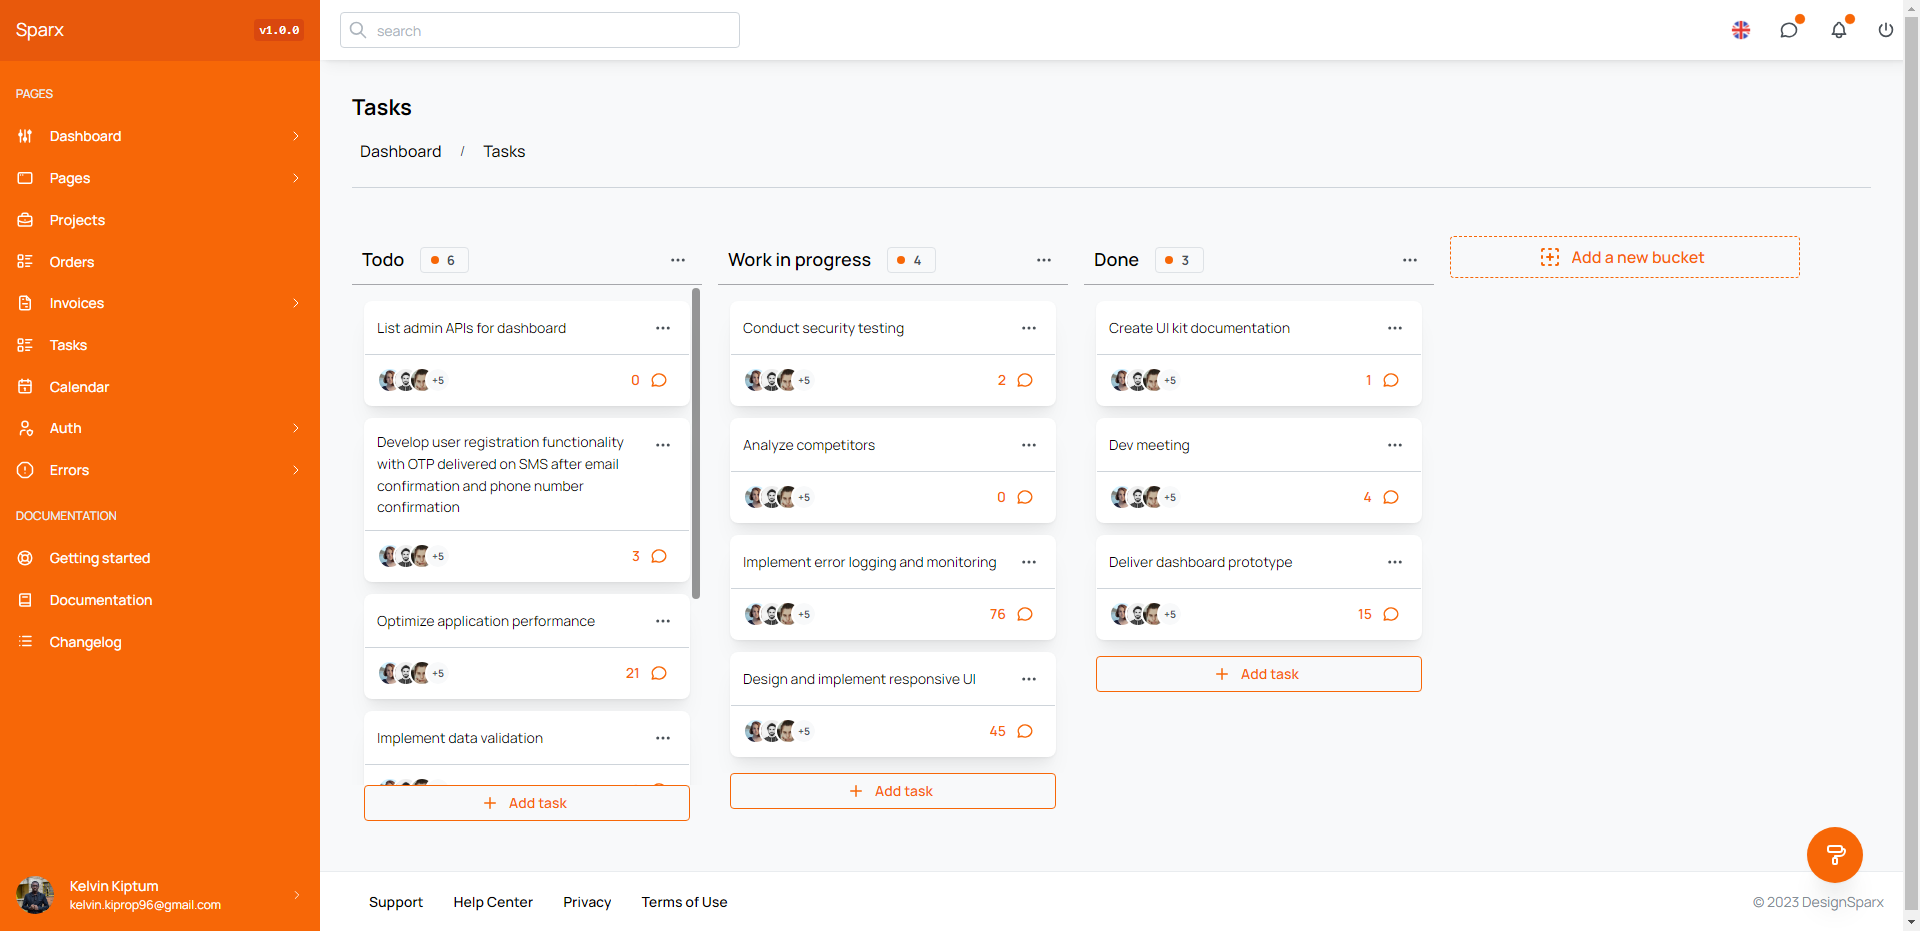 Sparx
v1.0.0
PAGES
Dashboard
Pages
Projects
Orders
Invoices
Tasks
Calendar
Auth
Errors
DOCUMENTATION
Getting started
Documentation
Changelog
Kelvin Kiptum
kelvin.kiprop96@gmail.com
search
Tasks
Dashboard / Tasks
Todo 6
List admin APIs for dashboard
+5 0
Develop user registration functionality
with OTP delivered on SMS after email
confirmation and phone number
confirmation
+5 3
Optimize application performance
+5 21
Implement data validation
Add task
Work in progress 4
Conduct security testing
+5 2
Analyze competitors
+5 0
Implement error logging and monitoring
+5 76
Design and implement responsive UI
+5 45
Add task
Done 3
Create UI kit documentation
+5 1
Dev meeting
+5 4
Deliver dashboard prototype
+5 15
Add task
Add a new bucket
Support Help Center Privacy Terms of Use
© 2023 DesignSparx